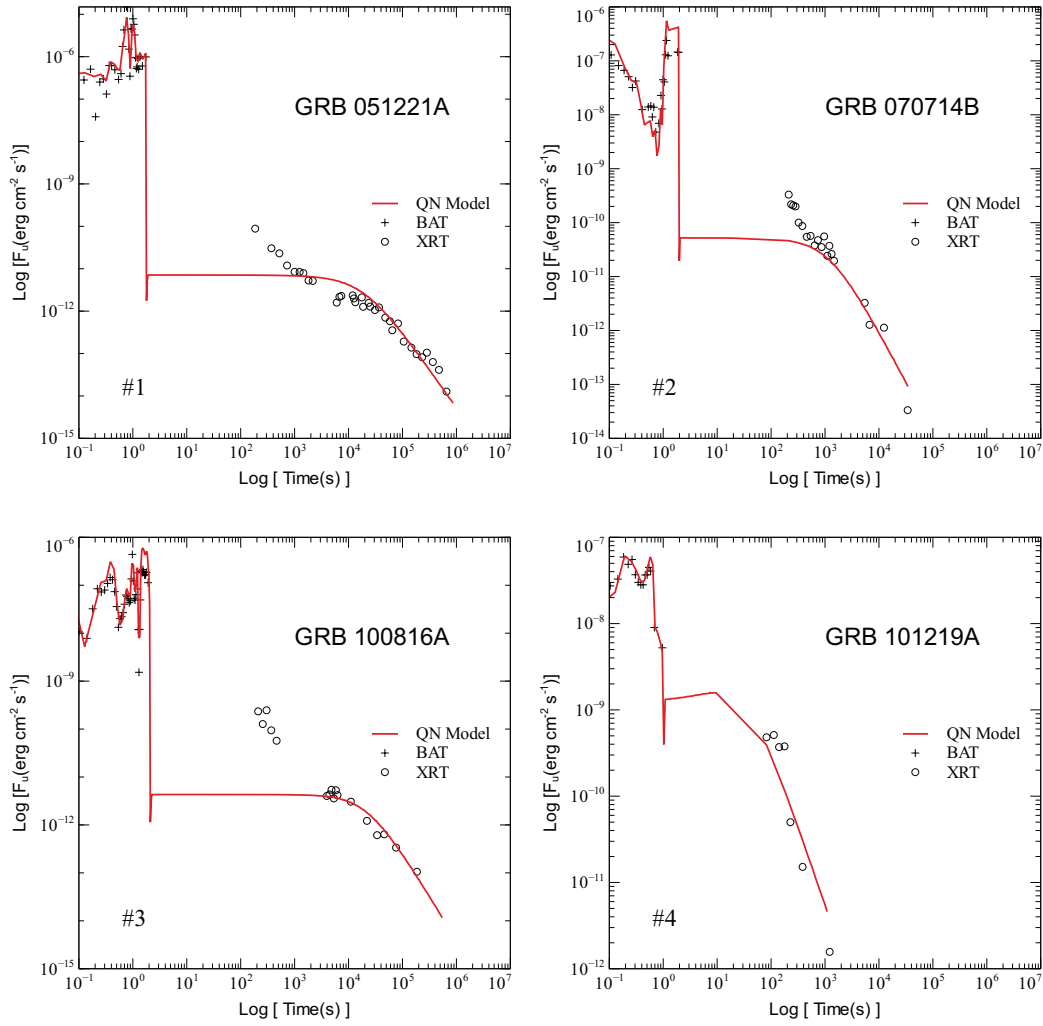 10⁻⁶
10⁻⁹
10⁻¹²
10⁻¹⁵
Log [Fᵤ(erg cm⁻² s⁻¹)]
GRB 051221A
QN Model
BAT
XRT
#1
10⁻¹ 10⁰ 10¹ 10² 10³ 10⁴ 10⁵ 10⁶ 10⁷
Log [ Time(s) ]
10⁻⁶
10⁻⁷
10⁻⁸
10⁻⁹
10⁻¹⁰
10⁻¹¹
10⁻¹²
10⁻¹³
10⁻¹⁴
Log [Fᵤ(erg cm⁻² s⁻¹)]
GRB 070714B
QN Model
BAT
XRT
#2
10⁻¹ 10⁰ 10¹ 10² 10³ 10⁴ 10⁵ 10⁶ 10⁷
Log [ Time(s) ]
10⁻⁶
10⁻⁹
10⁻¹²
10⁻¹⁵
Log [Fᵤ(erg cm⁻² s⁻¹)]
GRB 100816A
QN Model
BAT
XRT
#3
10⁻¹ 10⁰ 10¹ 10² 10³ 10⁴ 10⁵ 10⁶ 10⁷
Log [ Time(s) ]
10⁻⁷
10⁻⁸
10⁻⁹
10⁻¹⁰
10⁻¹¹
10⁻¹²
Log [Fᵤ(erg cm⁻² s⁻¹)]
GRB 101219A
QN Model
BAT
XRT
#4
10⁻¹ 10⁰ 10¹ 10² 10³ 10⁴ 10⁵ 10⁶ 10⁷
Log [ Time(s) ]